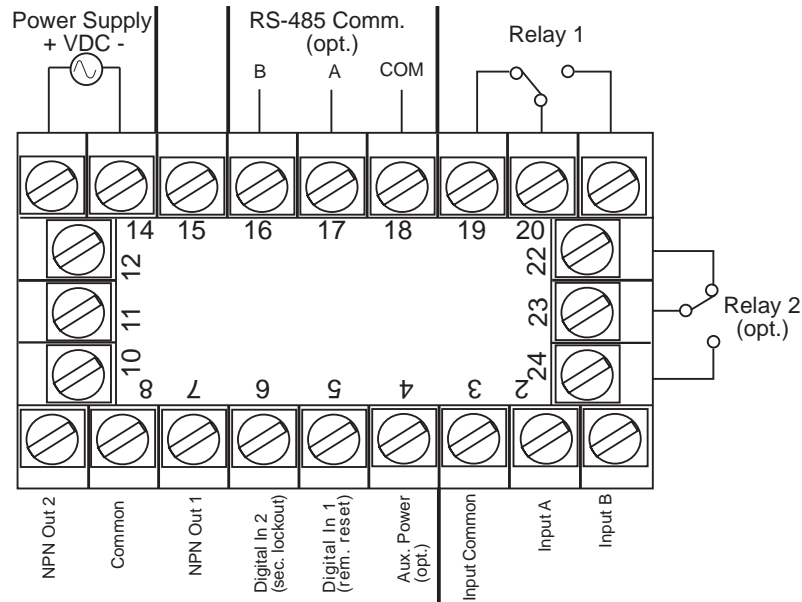 Power Supply
+ VDC -
RS-485 Comm.
(opt.)
B A COM
Relay 1
14 15 16 17 18 19 20
12
11
10
22
23
24
Relay 2
(opt.)
8 7 6 5 4 3 2
NPN Out 2
Common
NPN Out 1
Digital In 2
(sec. lockout)
Digital In 1
(rem. reset)
Aux. Power
(opt.)
Input Common
Input A
Input B